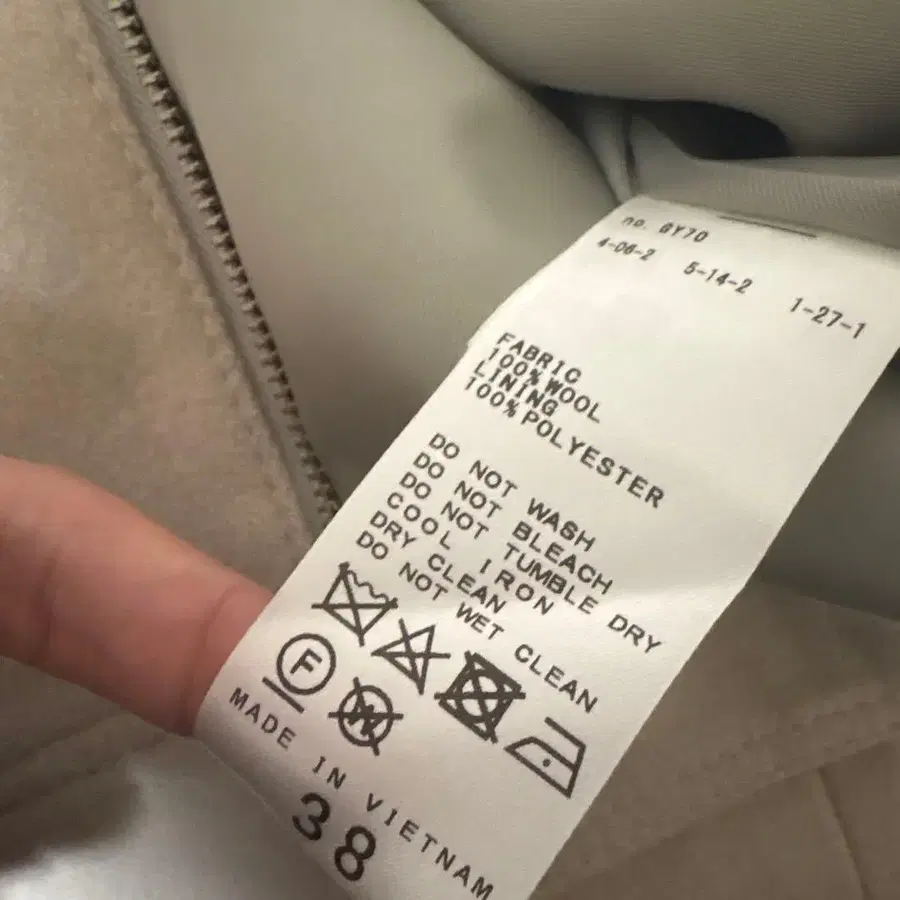 no. GY70
4-06-2 5-14-2 1-27-1
FABRIC
100%WOOL
LINING
100%POLYESTER
DO NOT WASH
DO NOT BLEACH
DO NOT TUMBLE DRY
COOL IRON
DRY CLEAN
DO NOT WET CLEAN
F
W
MADE IN VIETNAM
38